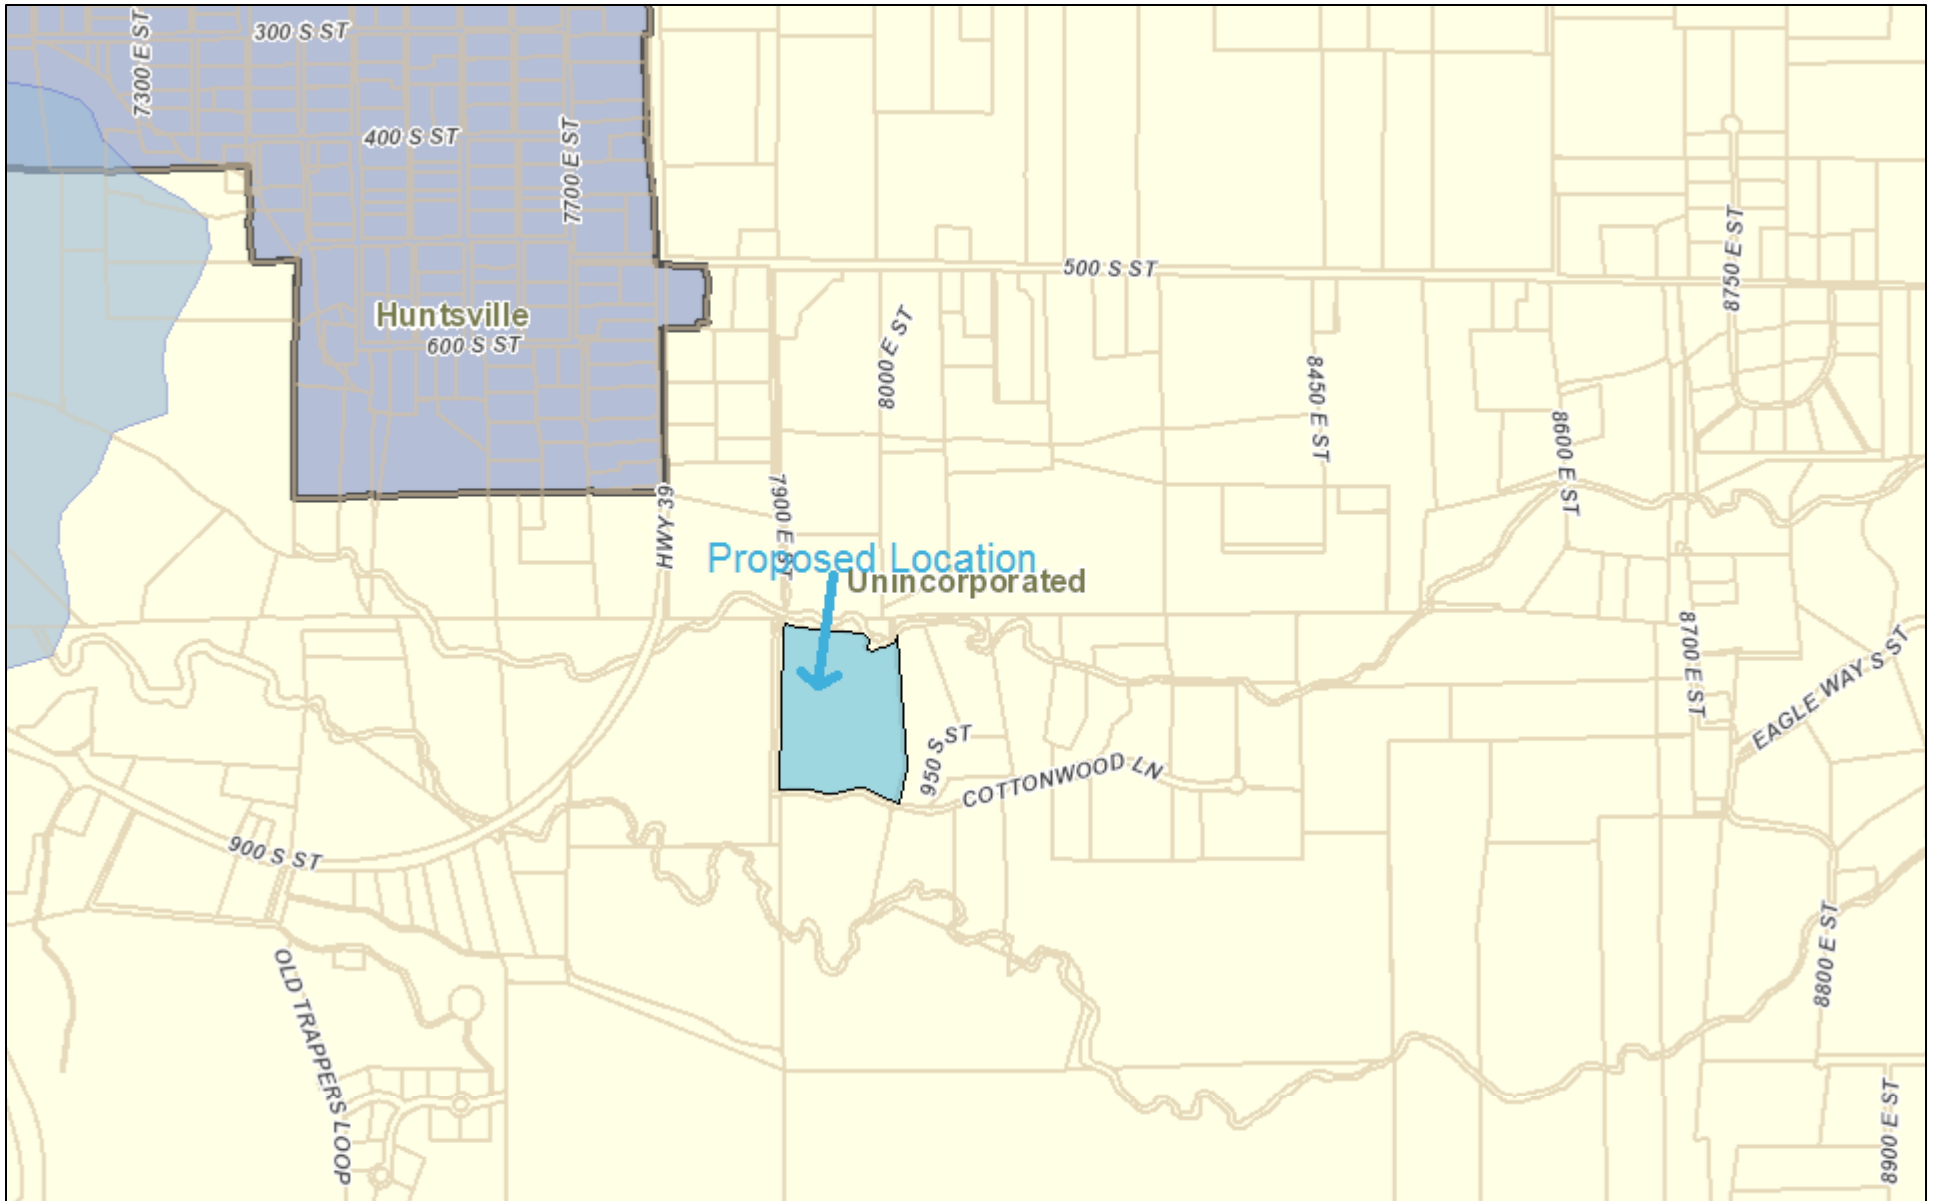 300 S ST
7300 E ST
400 S ST
7700 E ST
8750 E ST
500 S ST
Huntsville
600 S ST
8000 E ST
8450 E ST
8600 E ST
HWY 39
7900 E ST
Proposed Location
Unincorporated
8700 E ST
EAGLE WAY S ST
950 S ST
COTTONWOOD LN
900 S ST
8800 E ST
OLD TRAPPERS LOOP
8900 E ST